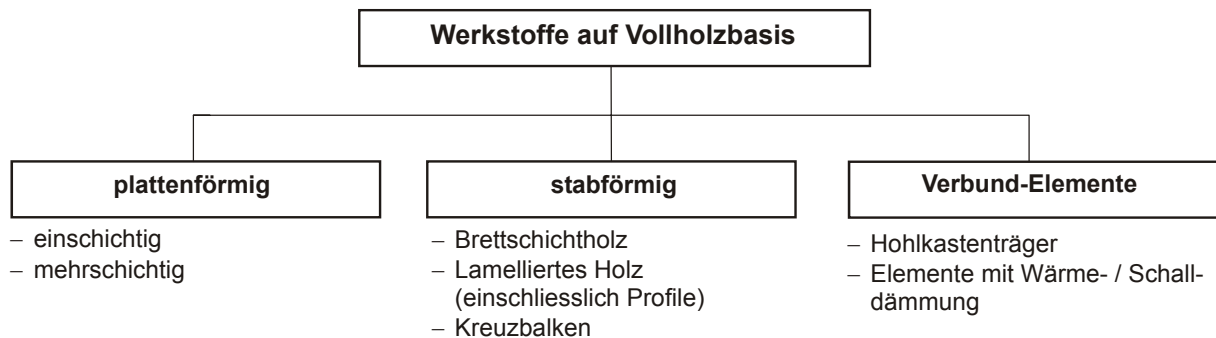 Werkstoffe auf Vollholzbasis
plattenförmig
– einschichtig
– mehrschichtig
stabförmig
– Brettschichtholz
– Lamelliertes Holz
(einschliesslich Profile)
– Kreuzbalken
Verbund-Elemente
– Hohlkastenträger
– Elemente mit Wärme- / Schall-
dämmung